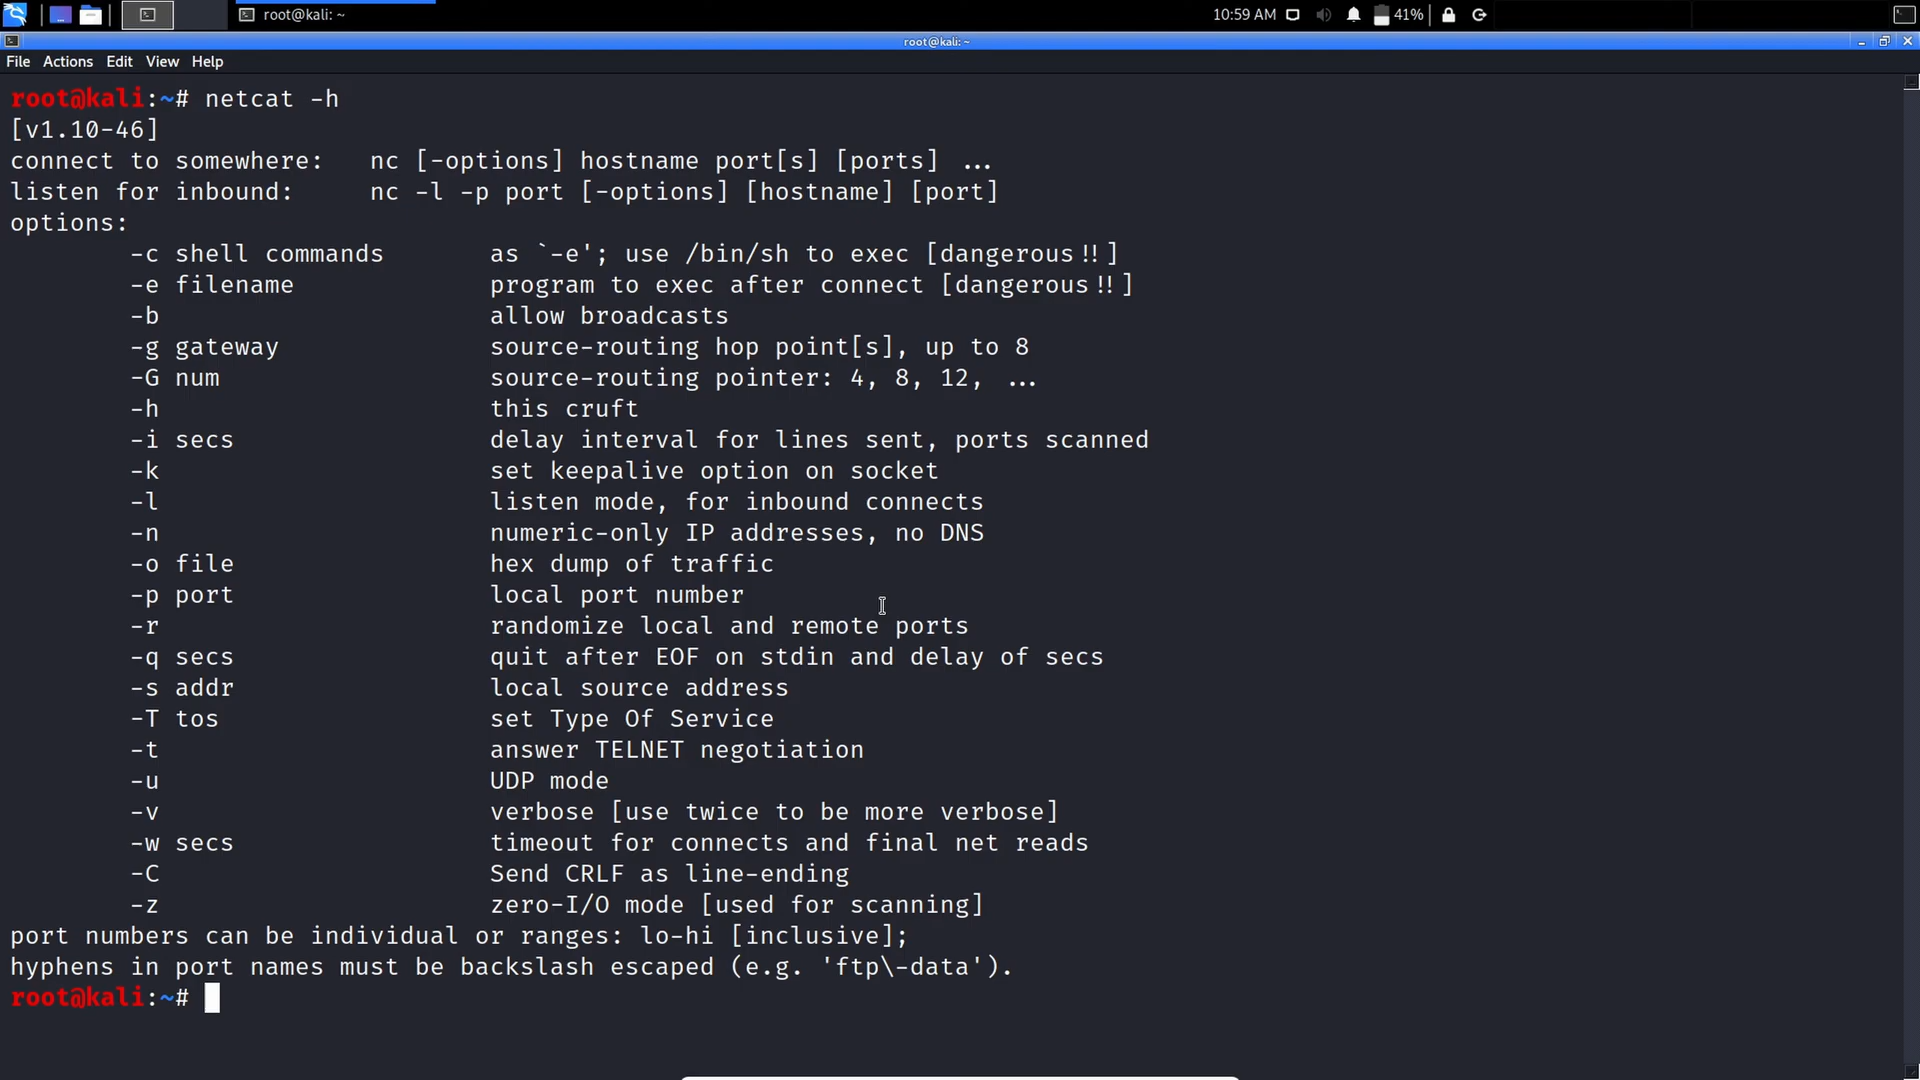 root@kali: ~
10:59 AM
41%
root@kali: ~
File Actions Edit View Help
root@kali:~# netcat -h
[v1.10-46]
connect to somewhere:   nc [-options] hostname port[s] [ports] ...
listen for inbound:     nc -l -p port [-options] [hostname] [port]
options:
        -c shell commands       as `-e'; use /bin/sh to exec [dangerous!!]
        -e filename             program to exec after connect [dangerous!!]
        -b                      allow broadcasts
        -g gateway              source-routing hop point[s], up to 8
        -G num                  source-routing pointer: 4, 8, 12, ...
        -h                      this cruft
        -i secs                 delay interval for lines sent, ports scanned
        -k                      set keepalive option on socket
        -l                      listen mode, for inbound connects
        -n                      numeric-only IP addresses, no DNS
        -o file                 hex dump of traffic
        -p port                 local port number
        -r                      randomize local and remote ports
        -q secs                 quit after EOF on stdin and delay of secs
        -s addr                 local source address
        -T tos                  set Type Of Service
        -t                      answer TELNET negotiation
        -u                      UDP mode
        -v                      verbose [use twice to be more verbose]
        -w secs                 timeout for connects and final net reads
        -C                      Send CRLF as line-ending
        -z                      zero-I/O mode [used for scanning]
port numbers can be individual or ranges: lo-hi [inclusive];
hyphens in port names must be backslash escaped (e.g. 'ftp\-data').
root@kali:~#